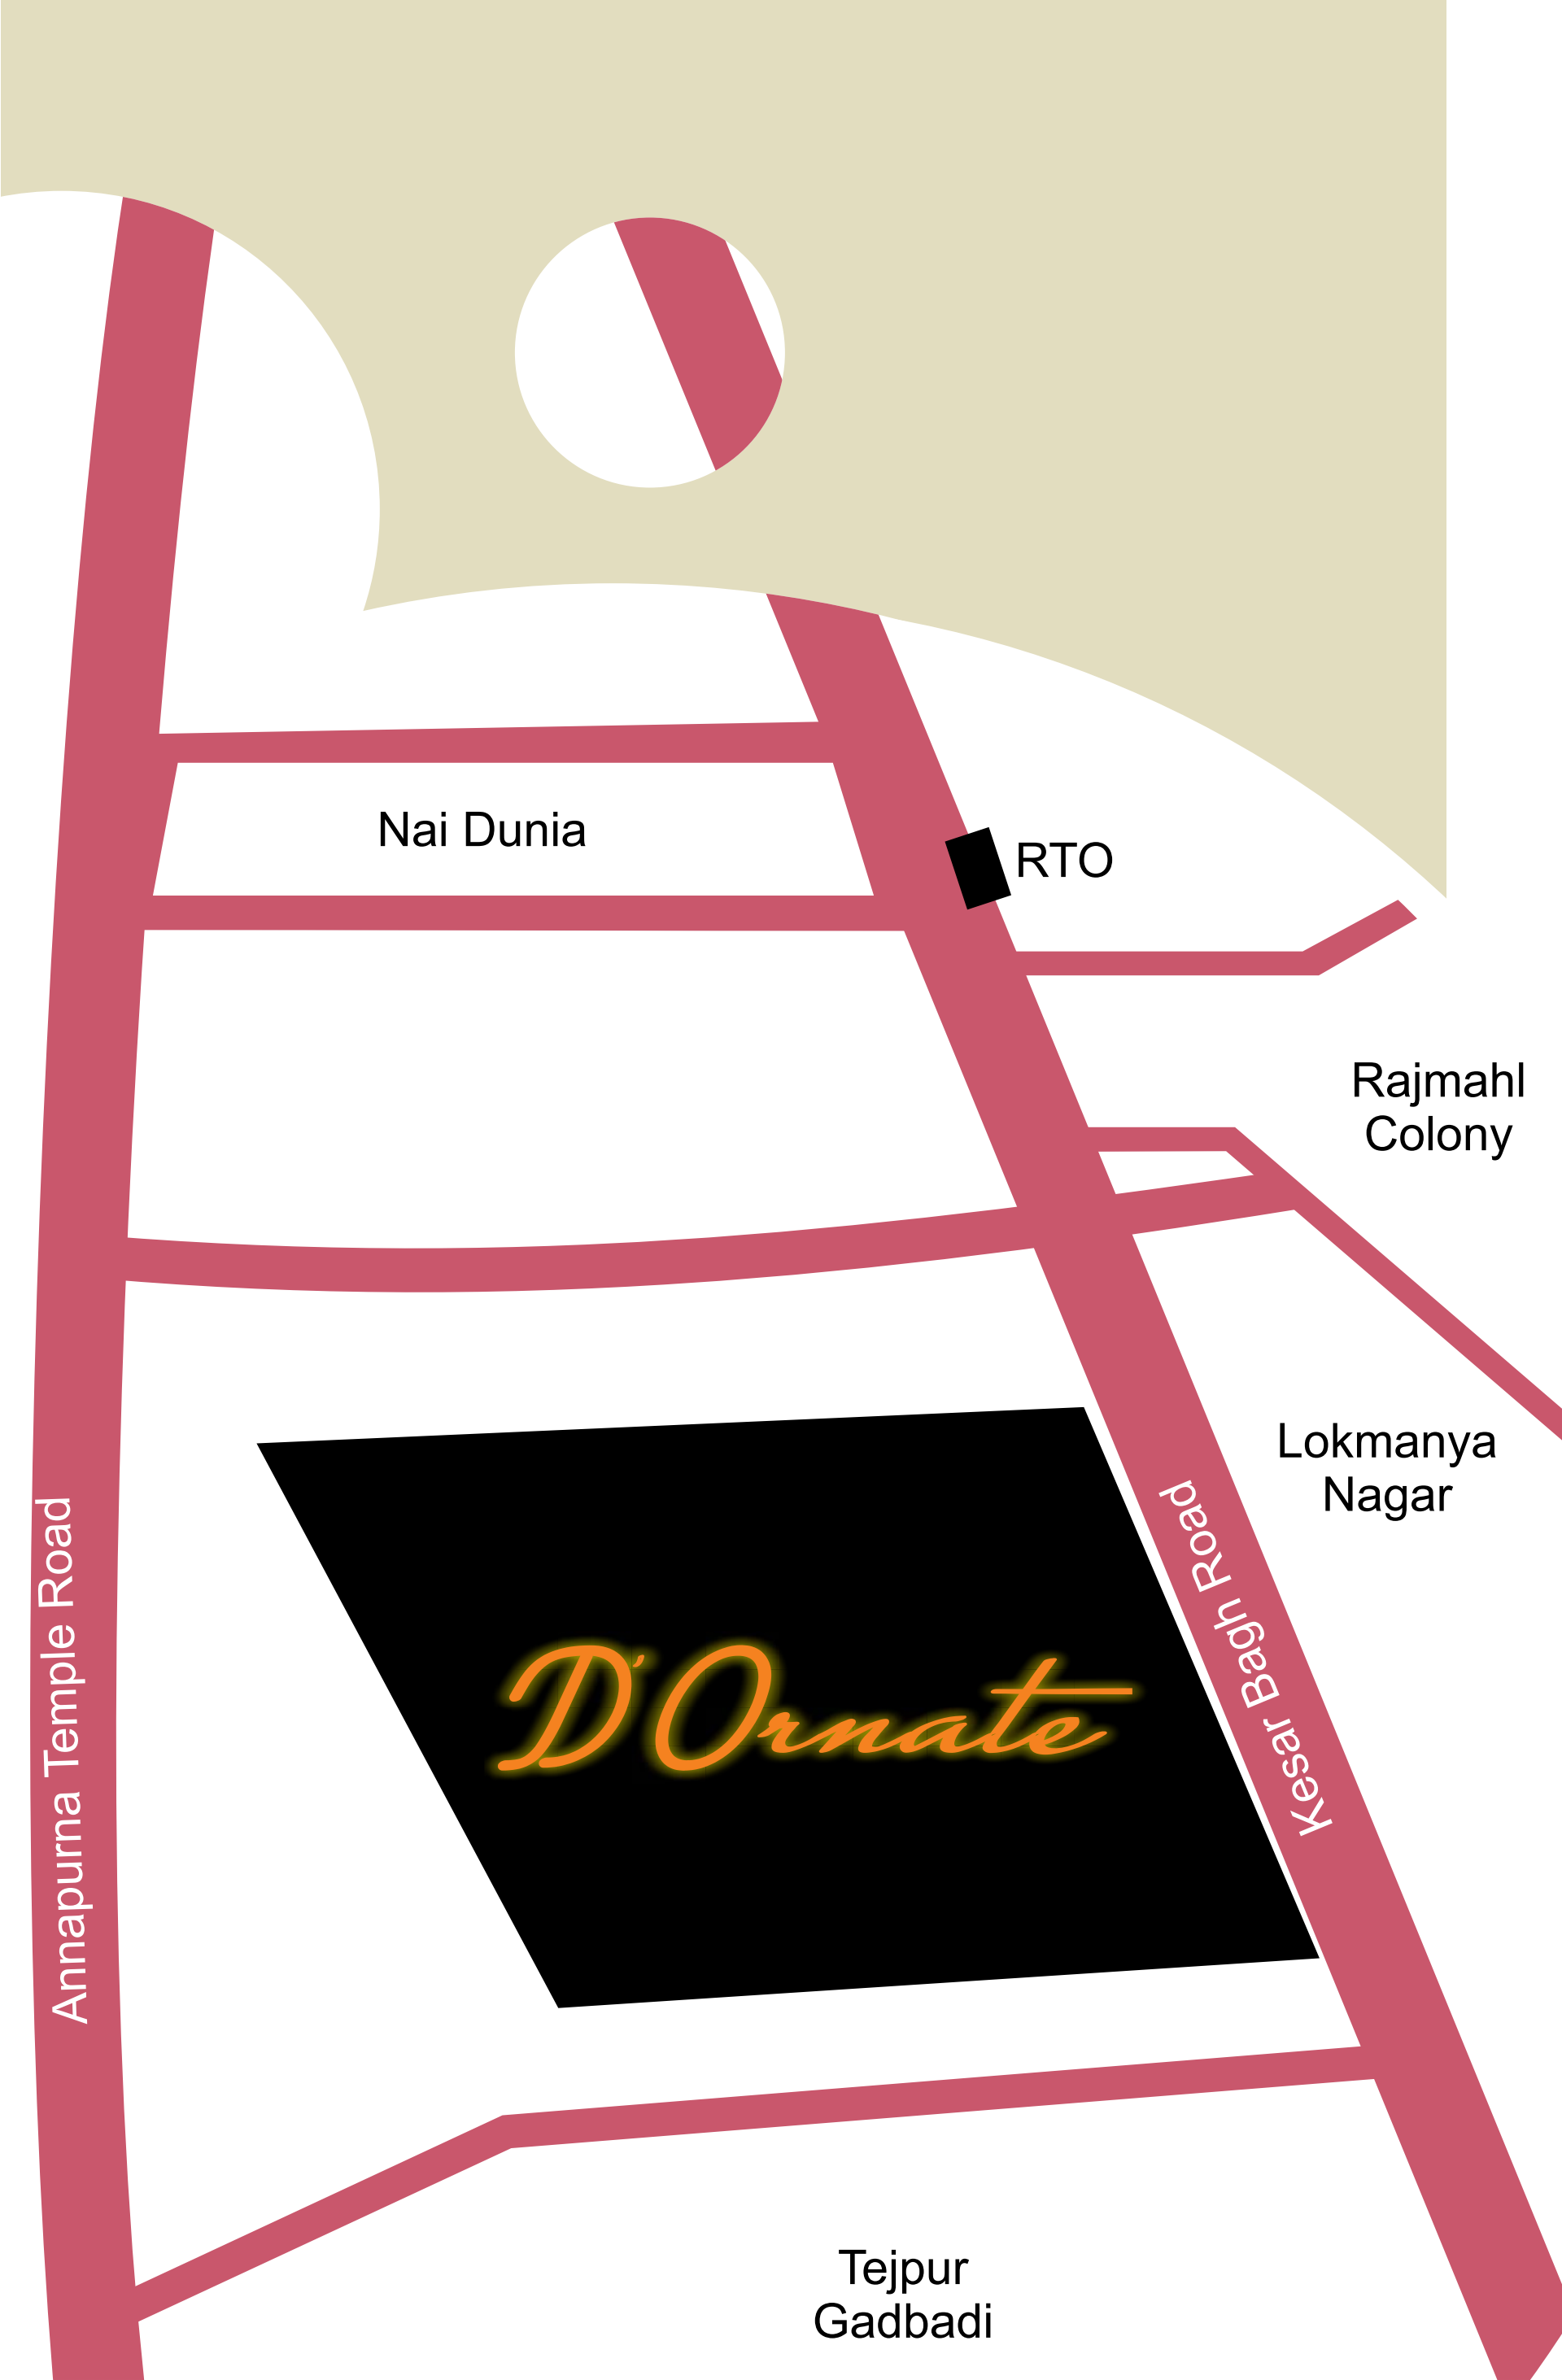 Nai Dunia
RTO
Rajmahl
Colony
Lokmanya
Nagar
Annapurna Temple Road
Kesar Bagh Road
D'Ornate
Tejpur
Gadbadi